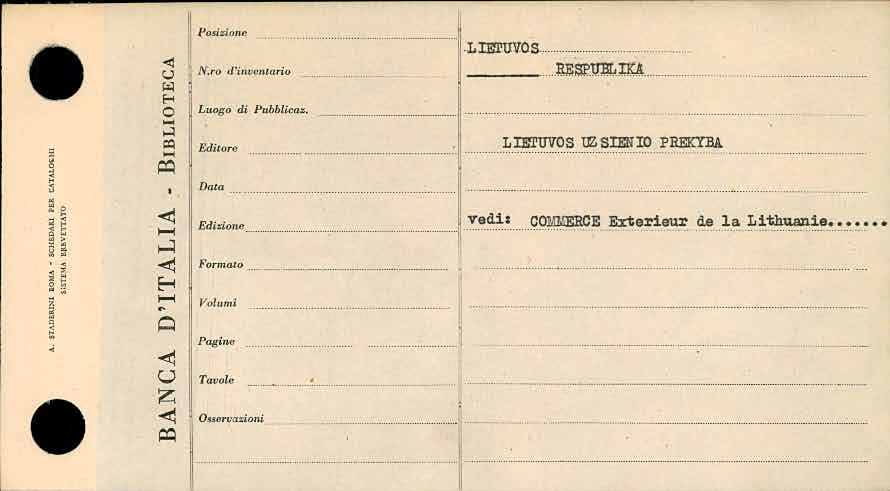 A. STADERINI ROMA - SCHEDARI PER CATALOGHI
SISTEMA BREVETTATO
BANCA D'ITALIA - BIBLIOTECA
Posizione
N.ro d'inventario
Luogo di Pubblicaz.
Editore
Data
Edizione
Formato
Volumi
Pagine
Tavole
Osservazioni
LIETUVOS
RESPUBLIKA
LIETUVOS UZSIENIO PREKYBA
vedi: COMMERCE Exterieur de la Lithuanie.......